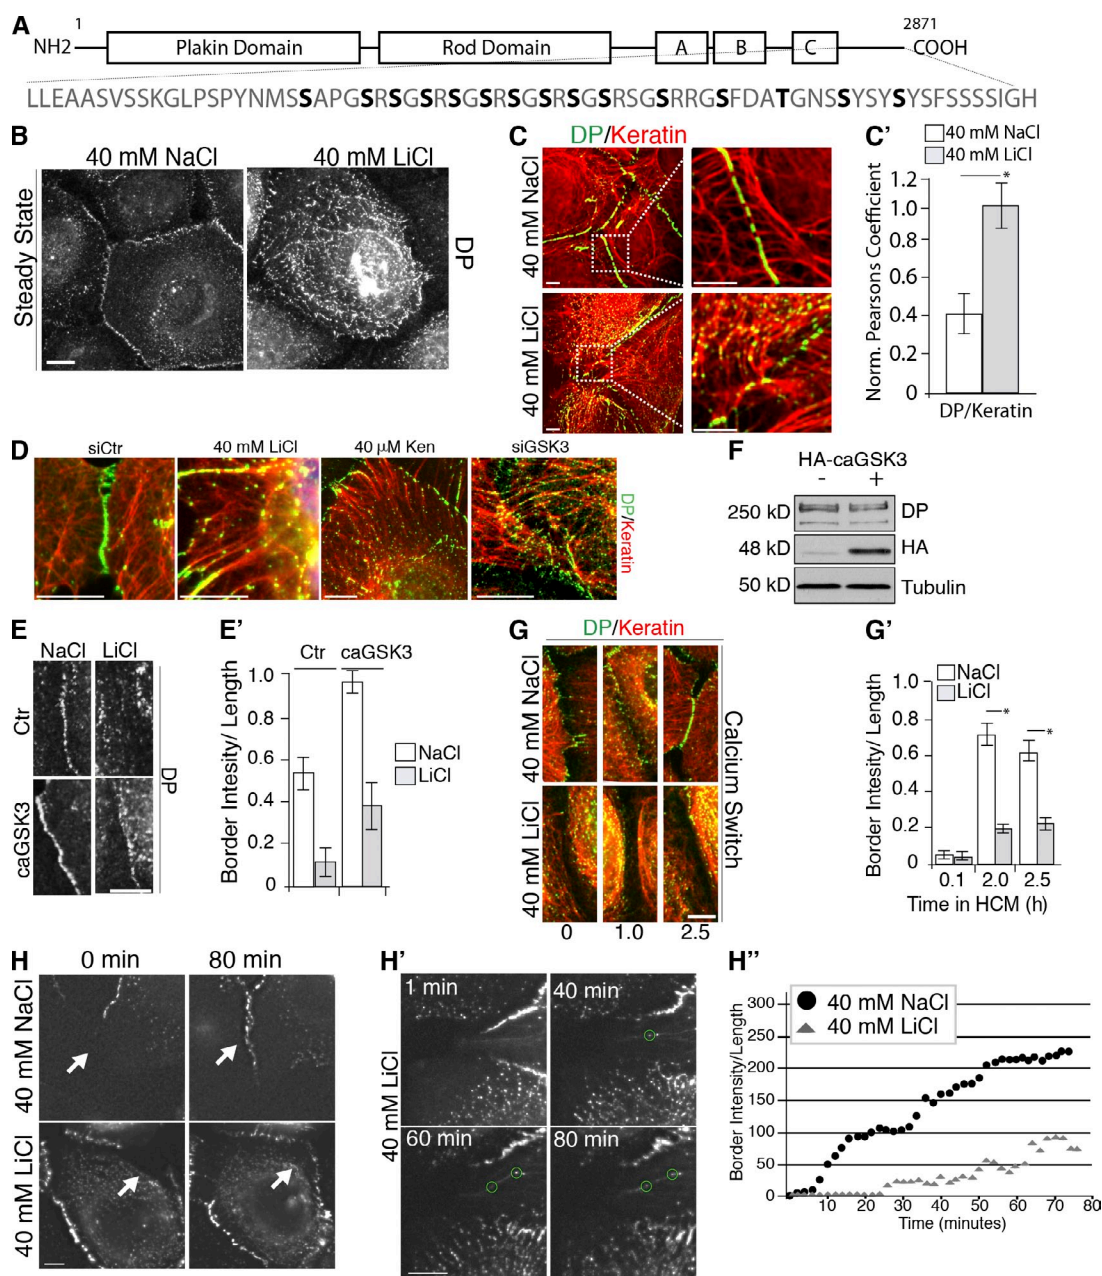 A
1
2871
NH2
Plakin Domain
Rod Domain
A
B
C
COOH
LLEAASVSSKGLPSPYNMSSAPGSRSGSRSGSRSGSRSGSRSGSRRGSFDATGNSSYSYSYSFSSSSIGH
B
40 mM NaCl
40 mM LiCl
Steady State
DP
C
DP/Keratin
40 mM NaCl
40 mM LiCl
C'
40 mM NaCl
40 mM LiCl
Norm. Pearsons Coefficient
1.2
1.0
0.8
0.6
0.4
0.2
0
*
DP/Keratin
D
siCtr
40 mM LiCl
40 μM Ken
siGSK3
DP/Keratin
F
HA-caGSK3
- +
250 kD
DP
48 kD
HA
50 kD
Tubulin
E
NaCl
LiCl
Ctr
caGSK3
DP
E'
Ctr
caGSK3
Border Intesity/ Length
1.0
0.8
0.6
0.4
0.2
0
NaCl
LiCl
G
DP/Keratin
40 mM NaCl
40 mM LiCl
Calcium Switch
0
1.0
2.5
G'
NaCl
LiCl
Border Intesity/ Length
1.0
0.8
0.6
0.4
0.2
0
*
*
0.1
2.0
2.5
Time in HCM (h)
H
0 min
80 min
40 mM NaCl
40 mM LiCl
H'
40 mM LiCl
1 min
40 min
60 min
80 min
H"
40 mM NaCl
40 mM LiCl
Border Intensity/Length
300
250
200
150
100
50
0
10
20
30
40
50
60
70
80
Time (minutes)